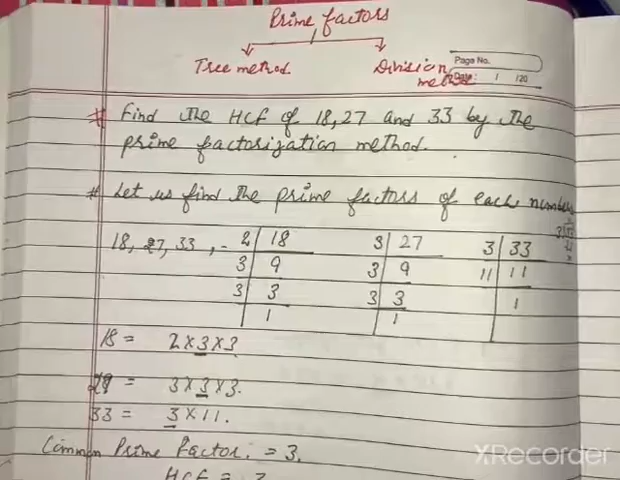 Prime factors
Tree method
Division method
Page No.
Date: / /20
# Find the HCF of 18, 27 and 33 by the
prime factorization method.
# Let us find the prime factors of each numbers
18, 27, 33, -
2 | 18
3 | 9
3 | 3
1
3 | 27
3 | 9
3 | 3
1
3 | 33
11 | 11
1
18 = 2 × 3 × 3
27 = 3 × 3 × 3.
33 = 3 × 11.
Common Prime Factor. = 3.
HCF = 3
XRecorder